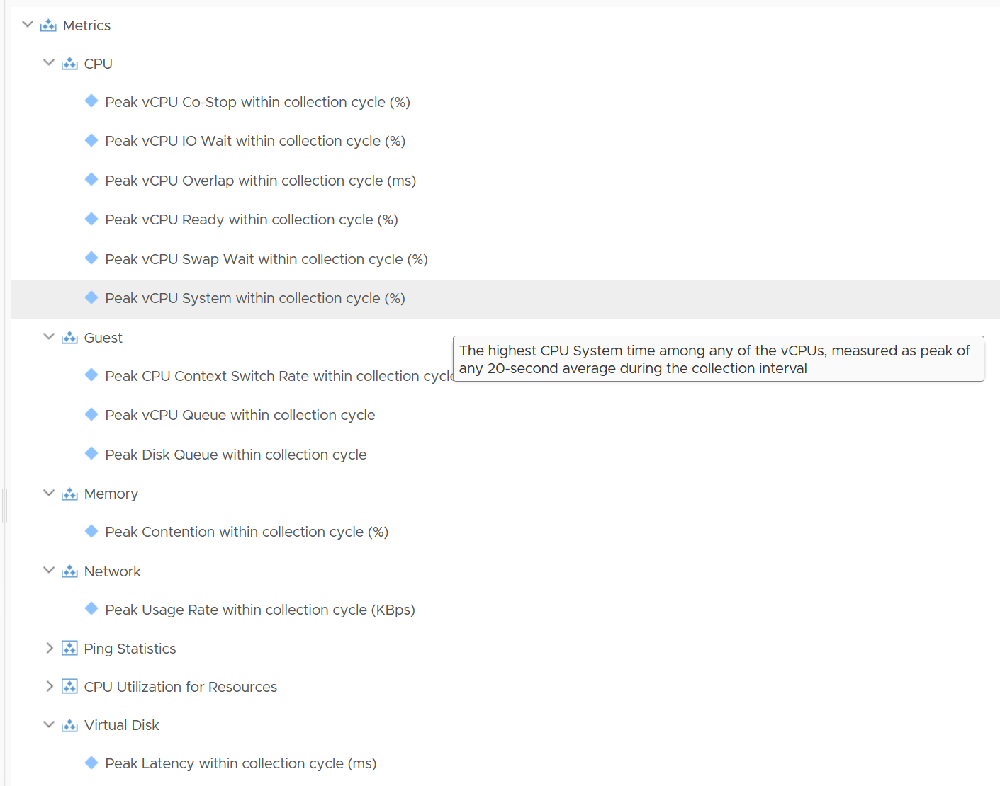 Metrics
CPU
Peak vCPU Co-Stop within collection cycle (%)
Peak vCPU IO Wait within collection cycle (%)
Peak vCPU Overlap within collection cycle (ms)
Peak vCPU Ready within collection cycle (%)
Peak vCPU Swap Wait within collection cycle (%)
Peak vCPU System within collection cycle (%)
Guest
The highest CPU System time among any of the vCPUs, measured as peak of
any 20-second average during the collection interval
Peak CPU Context Switch Rate within collection cycle
Peak vCPU Queue within collection cycle
Peak Disk Queue within collection cycle
Memory
Peak Contention within collection cycle (%)
Network
Peak Usage Rate within collection cycle (KBps)
Ping Statistics
CPU Utilization for Resources
Virtual Disk
Peak Latency within collection cycle (ms)